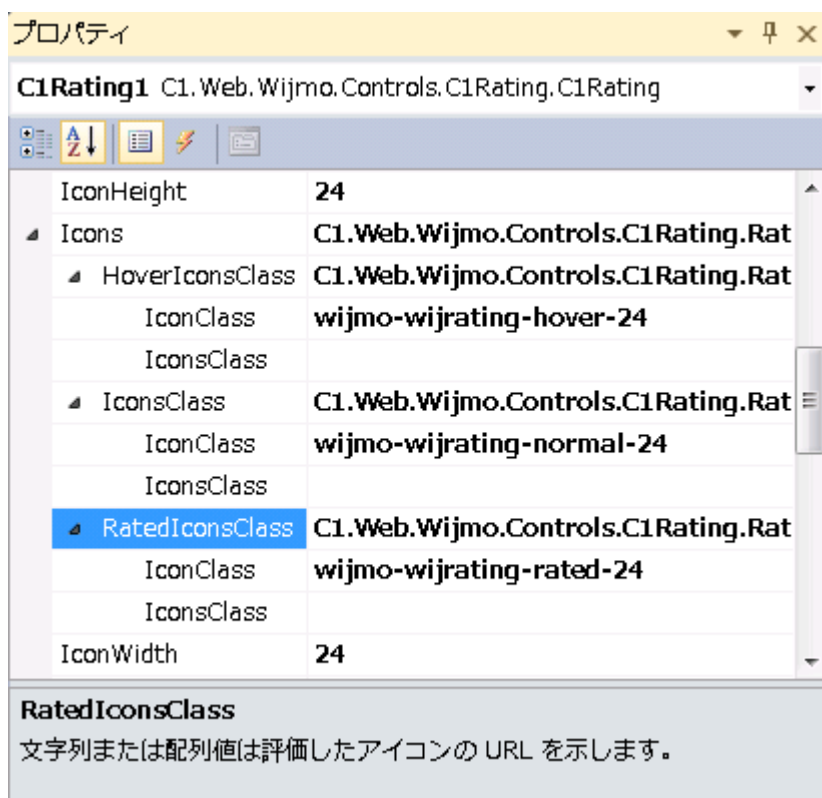 プロパティ
C1Rating1 C1.Web.Wijmo.Controls.C1Rating.C1Rating
IconHeight 24
Icons C1.Web.Wijmo.Controls.C1Rating.Rat
HoverIconsClass C1.Web.Wijmo.Controls.C1Rating.Rat
IconClass wijmo-wijrating-hover-24
IconsClass
IconsClass C1.Web.Wijmo.Controls.C1Rating.Rat
IconClass wijmo-wijrating-normal-24
IconsClass
RatedIconsClass C1.Web.Wijmo.Controls.C1Rating.Rat
IconClass wijmo-wijrating-rated-24
IconsClass
IconWidth 24
RatedIconsClass
文字列または配列値は評価したアイコンの URL を示します。